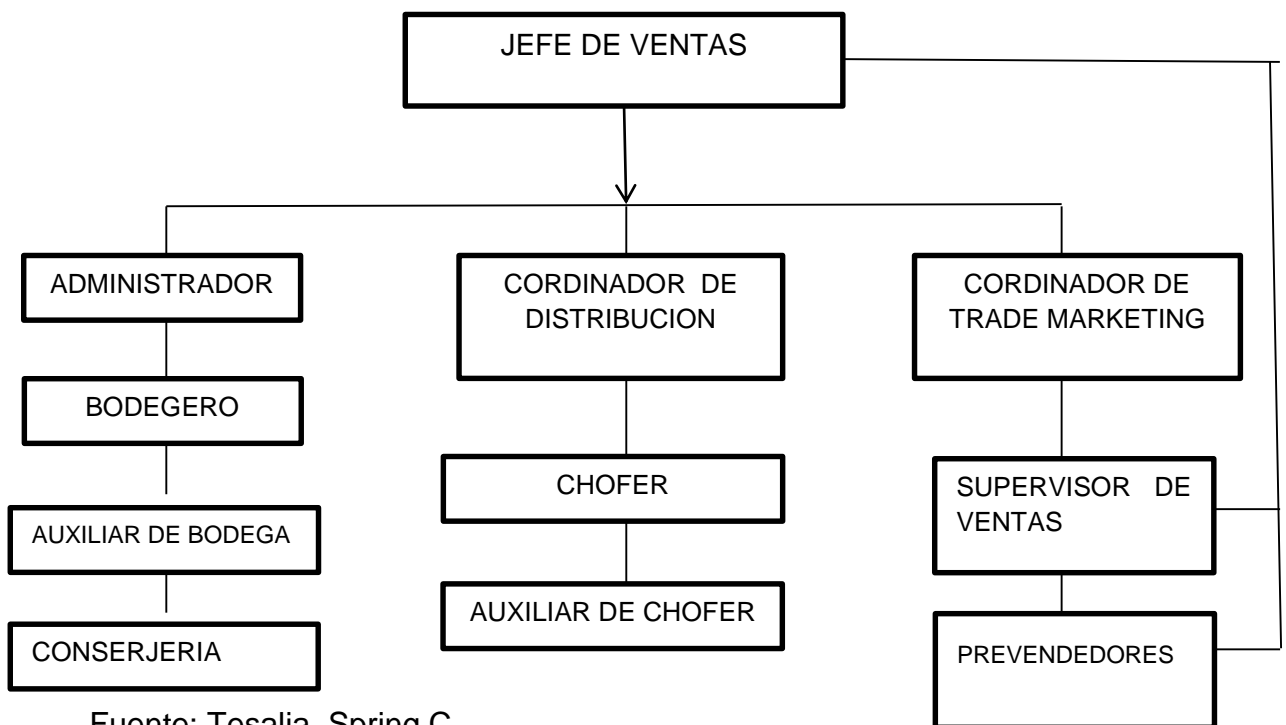 JEFE DE VENTAS
ADMINISTRADOR
CORDINADOR DE
DISTRIBUCION
CORDINADOR DE
TRADE MARKETING
BODEGERO
CHOFER
SUPERVISOR DE
VENTAS
AUXILIAR DE BODEGA
AUXILIAR DE CHOFER
CONSERJERIA
PREVENDEDORES
Fuente: Tesalia Spring C